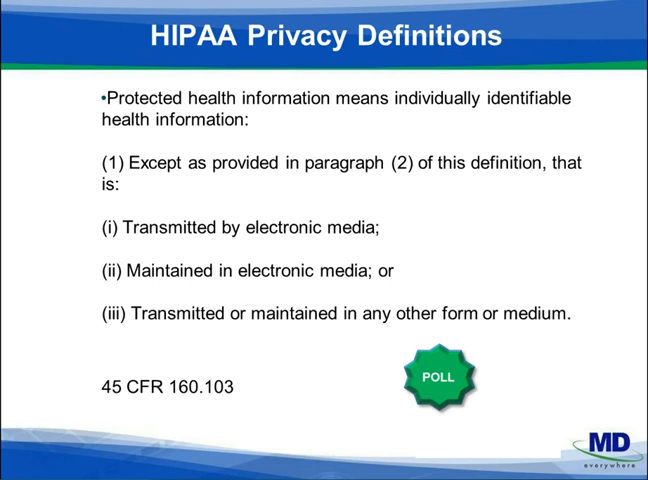 HIPAA Privacy Definitions
•Protected health information means individually identifiable
health information:
(1) Except as provided in paragraph (2) of this definition, that
is:
(i) Transmitted by electronic media;
(ii) Maintained in electronic media; or
(iii) Transmitted or maintained in any other form or medium.
POLL
45 CFR 160.103
MD
everywhere